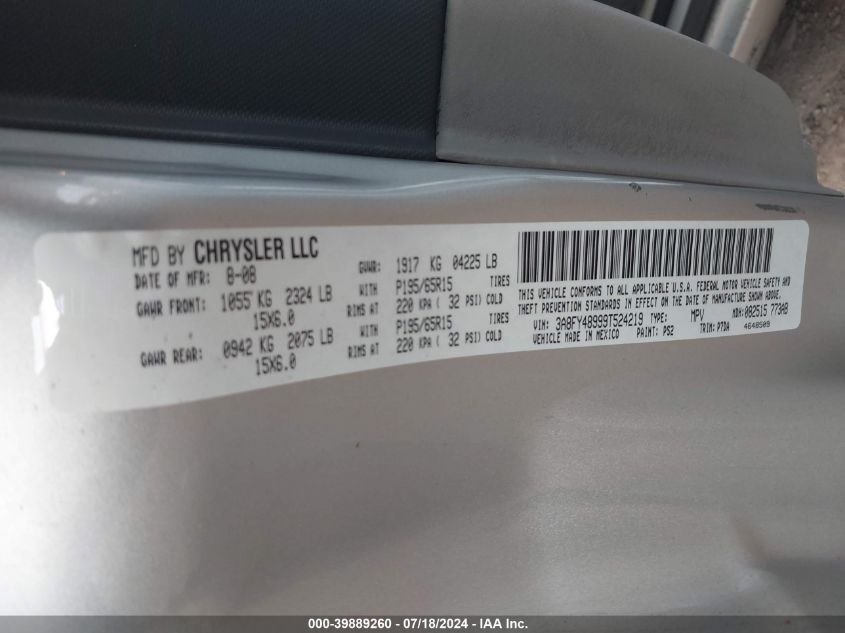 MFD BY CHRYSLER LLC
DATE OF MFR: 8-08
GVWR: 1917 KG 04225 LB
GAWR FRONT: 1055 KG 2324 LB WITH P195/65R15 TIRES
15X6.0 RIMS AT 220 KPA ( 32 PSI) COLD
GAWR REAR: 0942 KG 2075 LB WITH P195/65R15 TIRES
15X6.0 RIMS AT 220 KPA ( 32 PSI) COLD
THIS VEHICLE CONFORMS TO ALL APPLICABLE U.S.A. FEDERAL MOTOR VEHICLE SAFETY AND
THEFT PREVENTION STANDARDS IN EFFECT ON THE DATE OF MANUFACTURE SHOWN ABOVE.
VIN: 3A8FY48999T524219 TYPE: MPV MDH: 082515 773AB
VEHICLE MADE IN MEXICO PAINT: PS2 TRIM: P7DA 4648509
000-39889260 - 07/18/2024 - IAA Inc.